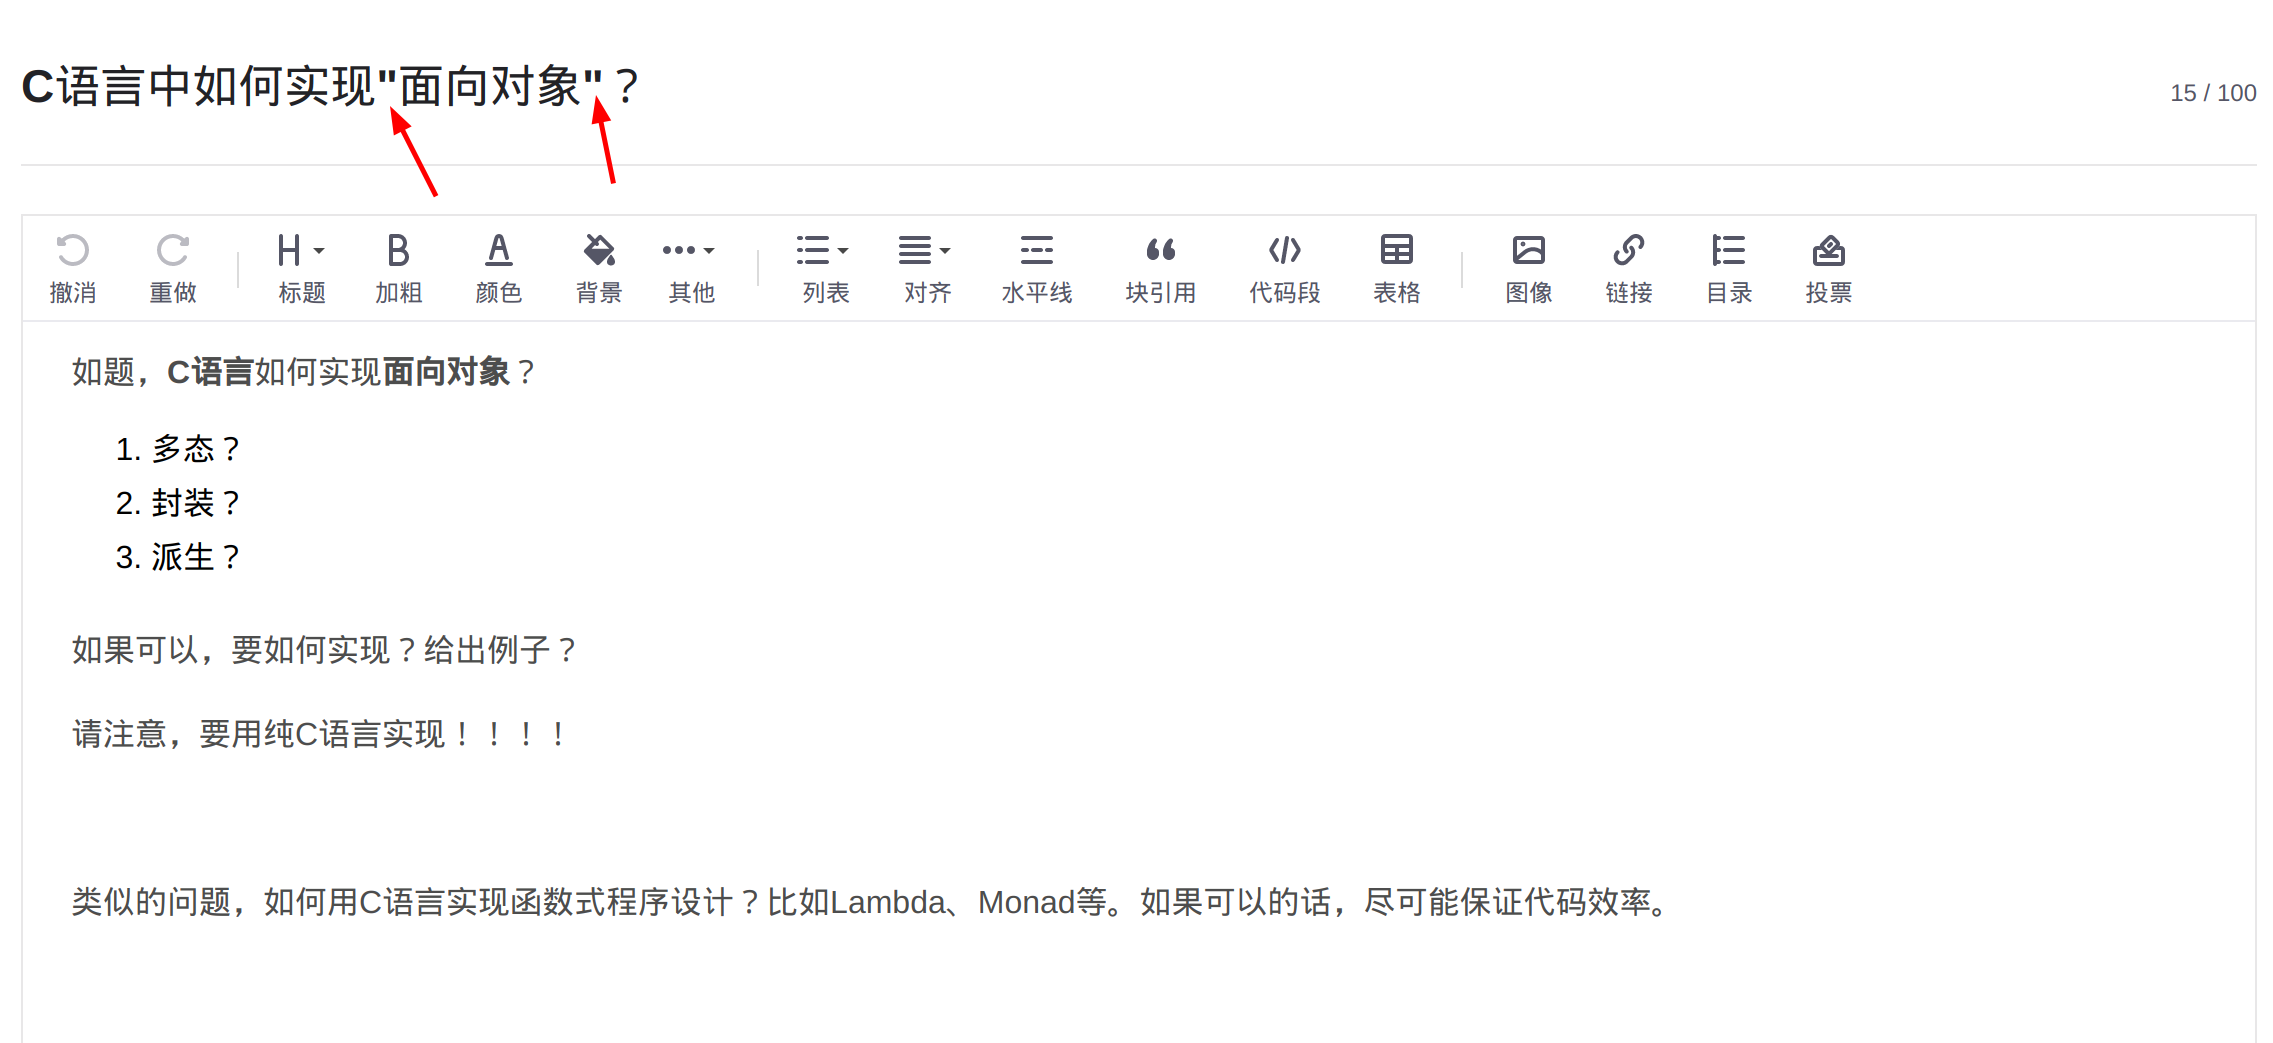 C语言中如何实现"面向对象"？
15 / 100
撤消 重做 标题 加粗 颜色 背景 其他 列表 对齐 水平线 块引用 代码段 表格 图像 链接 目录 投票
如题，C语言如何实现面向对象？
1. 多态？
2. 封装？
3. 派生？
如果可以，要如何实现？给出例子？
请注意，要用纯C语言实现！！！！
类似的问题，如何用C语言实现函数式程序设计？比如Lambda、Monad等。如果可以的话，尽可能保证代码效率。